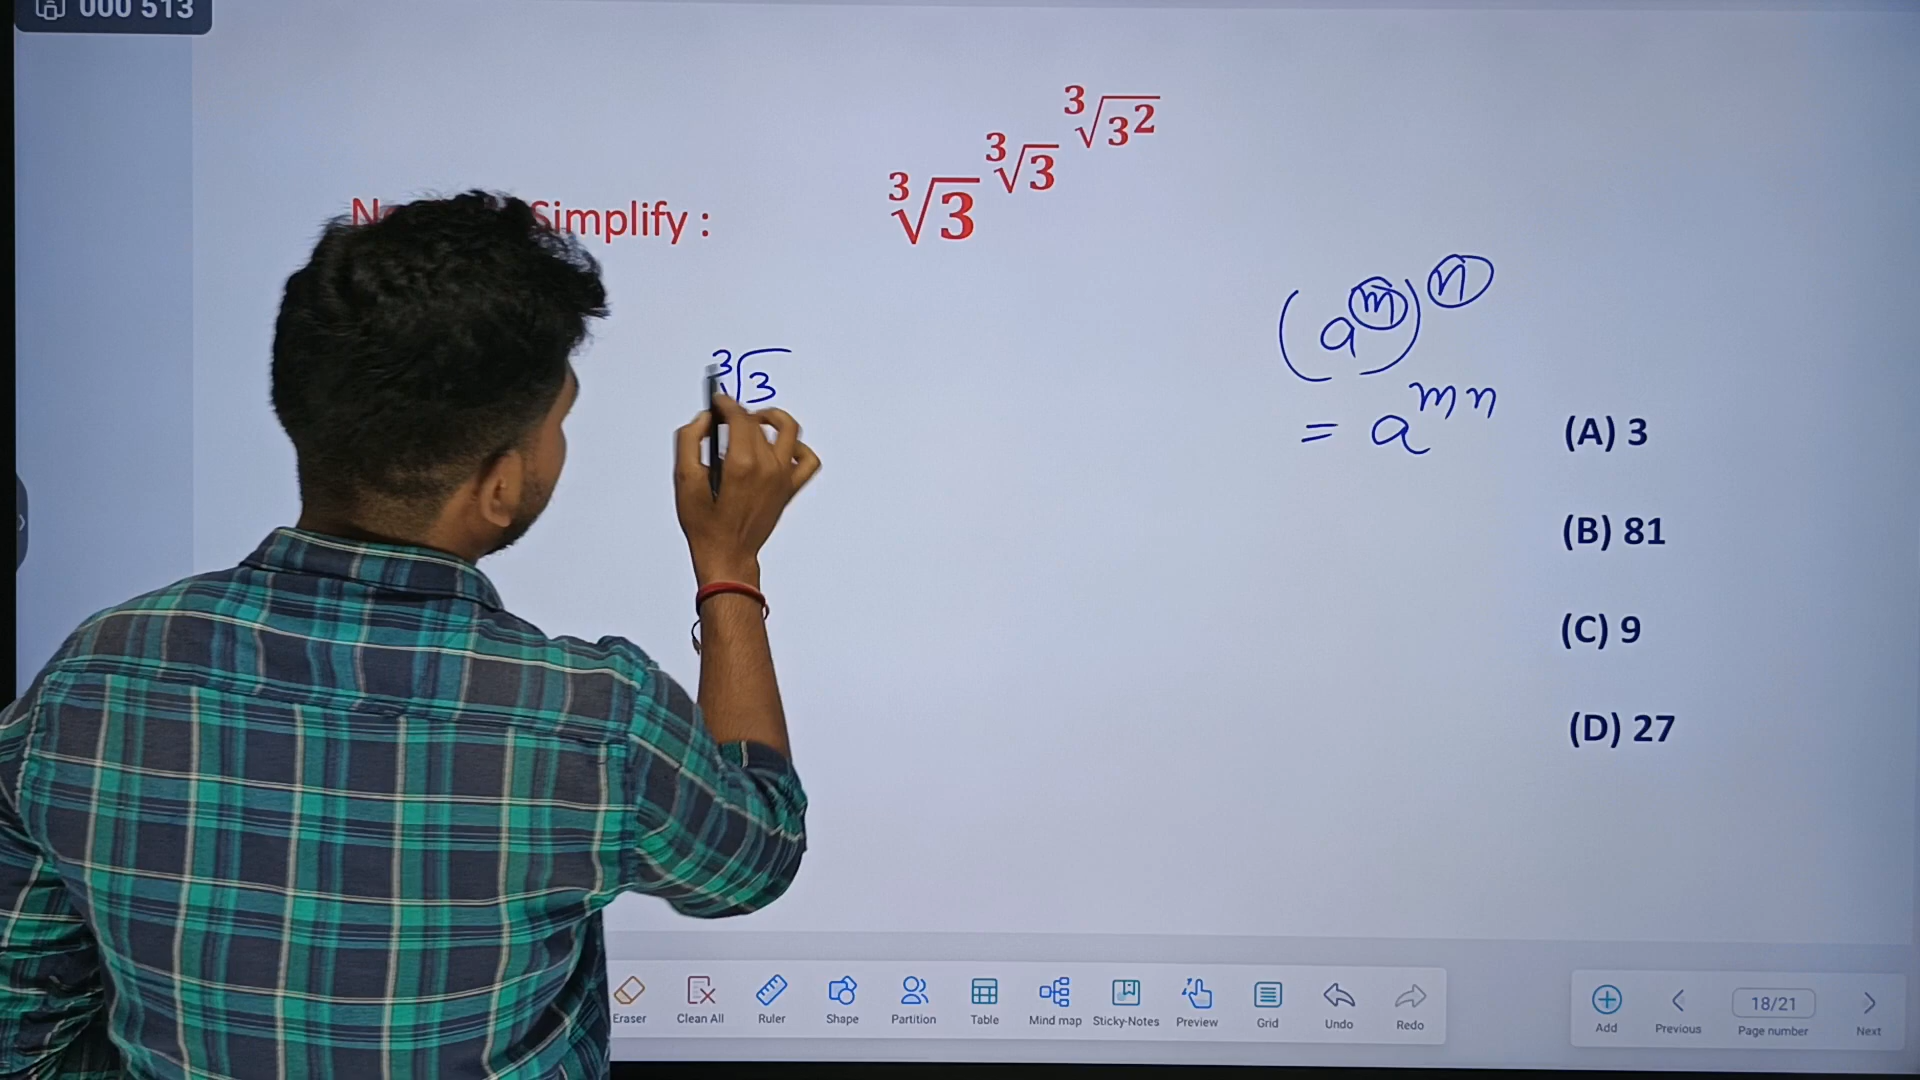 000 513
Simplify :
∛3^∛3^∛3²
(a^m)^n
= a^mn
∛3
(A) 3
(B) 81
(C) 9
(D) 27
Eraser
Clean All
Ruler
Shape
Partition
Table
Mind map
Sticky-Notes
Preview
Grid
Undo
Redo
Add
Previous
18/21
Page number
Next